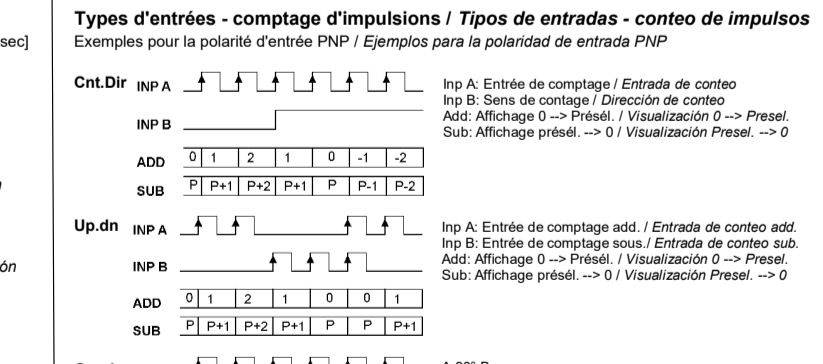 Types d'entrées - comptage d'impulsions / Tipos de entradas - conteo de impulsos
sec]
Exemples pour la polarité d'entrée PNP / Ejemplos para la polaridad de entrada PNP
Cnt.Dir
INP A
INP B
ADD 0 1 2 1 0 -1 -2
SUB P P+1 P+2 P+1 P P-1 P-2
Inp A: Entrée de comptage / Entrada de conteo
Inp B: Sens de contage / Dirección de conteo
Add: Affichage 0 --> Présél. / Visualización 0 --> Presel.
Sub: Affichage présél. --> 0 / Visualización Presel. --> 0
Up.dn
INP A
INP B
ADD 0 1 2 1 0 0 1
SUB P P+1 P+2 P+1 P P P+1
Inp A: Entrée de comptage add. / Entrada de conteo add.
Inp B: Entrée de comptage sous./ Entrada de conteo sub.
Add: Affichage 0 --> Présél. / Visualización 0 --> Presel.
Sub: Affichage présél. --> 0 / Visualización Presel. --> 0
ón